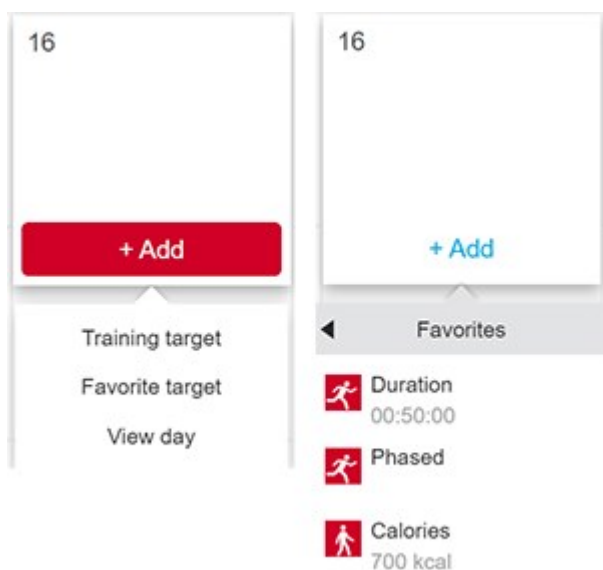 16
+ Add
Training target
Favorite target
View day
16
+ Add
Favorites
Duration
00:50:00
Phased
Calories
700 kcal